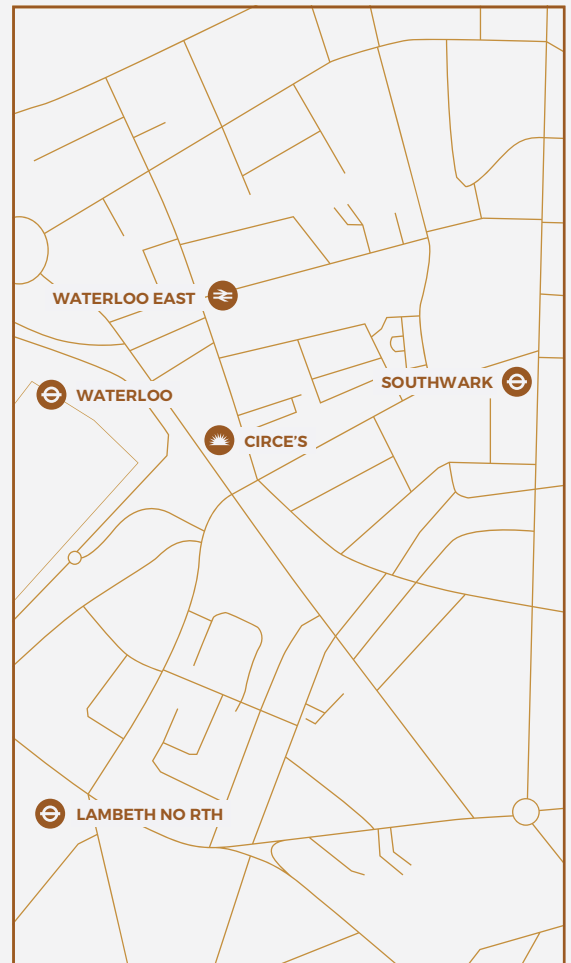 WATERLOO EAST
SOUTHWARK
WATERLOO
CIRCE'S
LAMBETH NO RTH